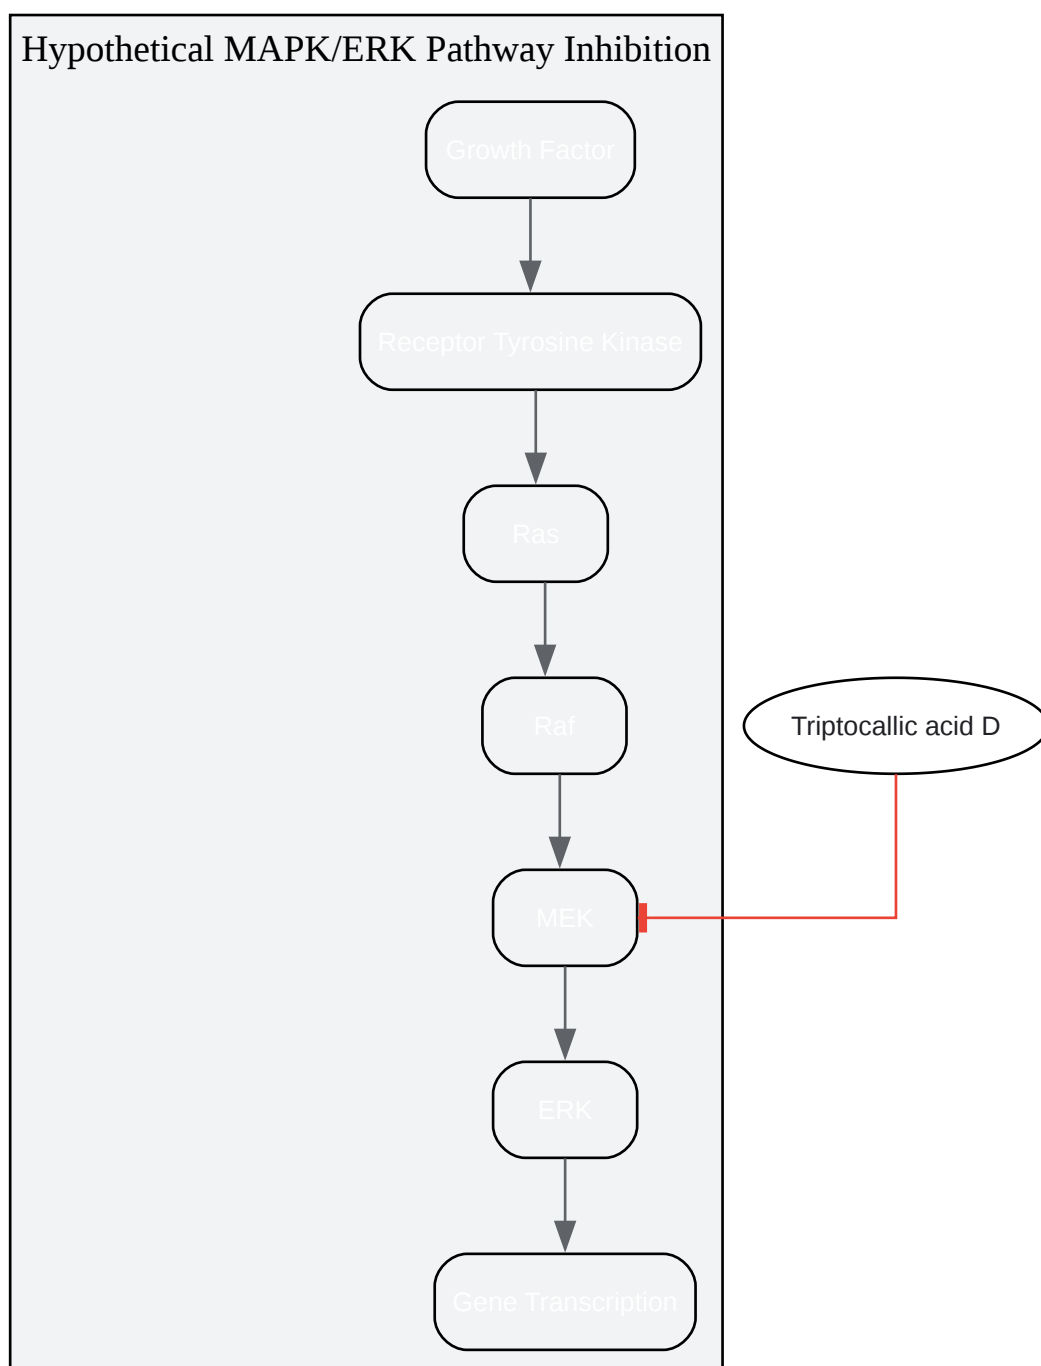 Hypothetical MAPK/ERK Pathway Inhibition
Growth Factor
Receptor Tyrosine Kinase
Ras
Raf
Triptocallic acid D
MEK
ERK
Gene Transcription